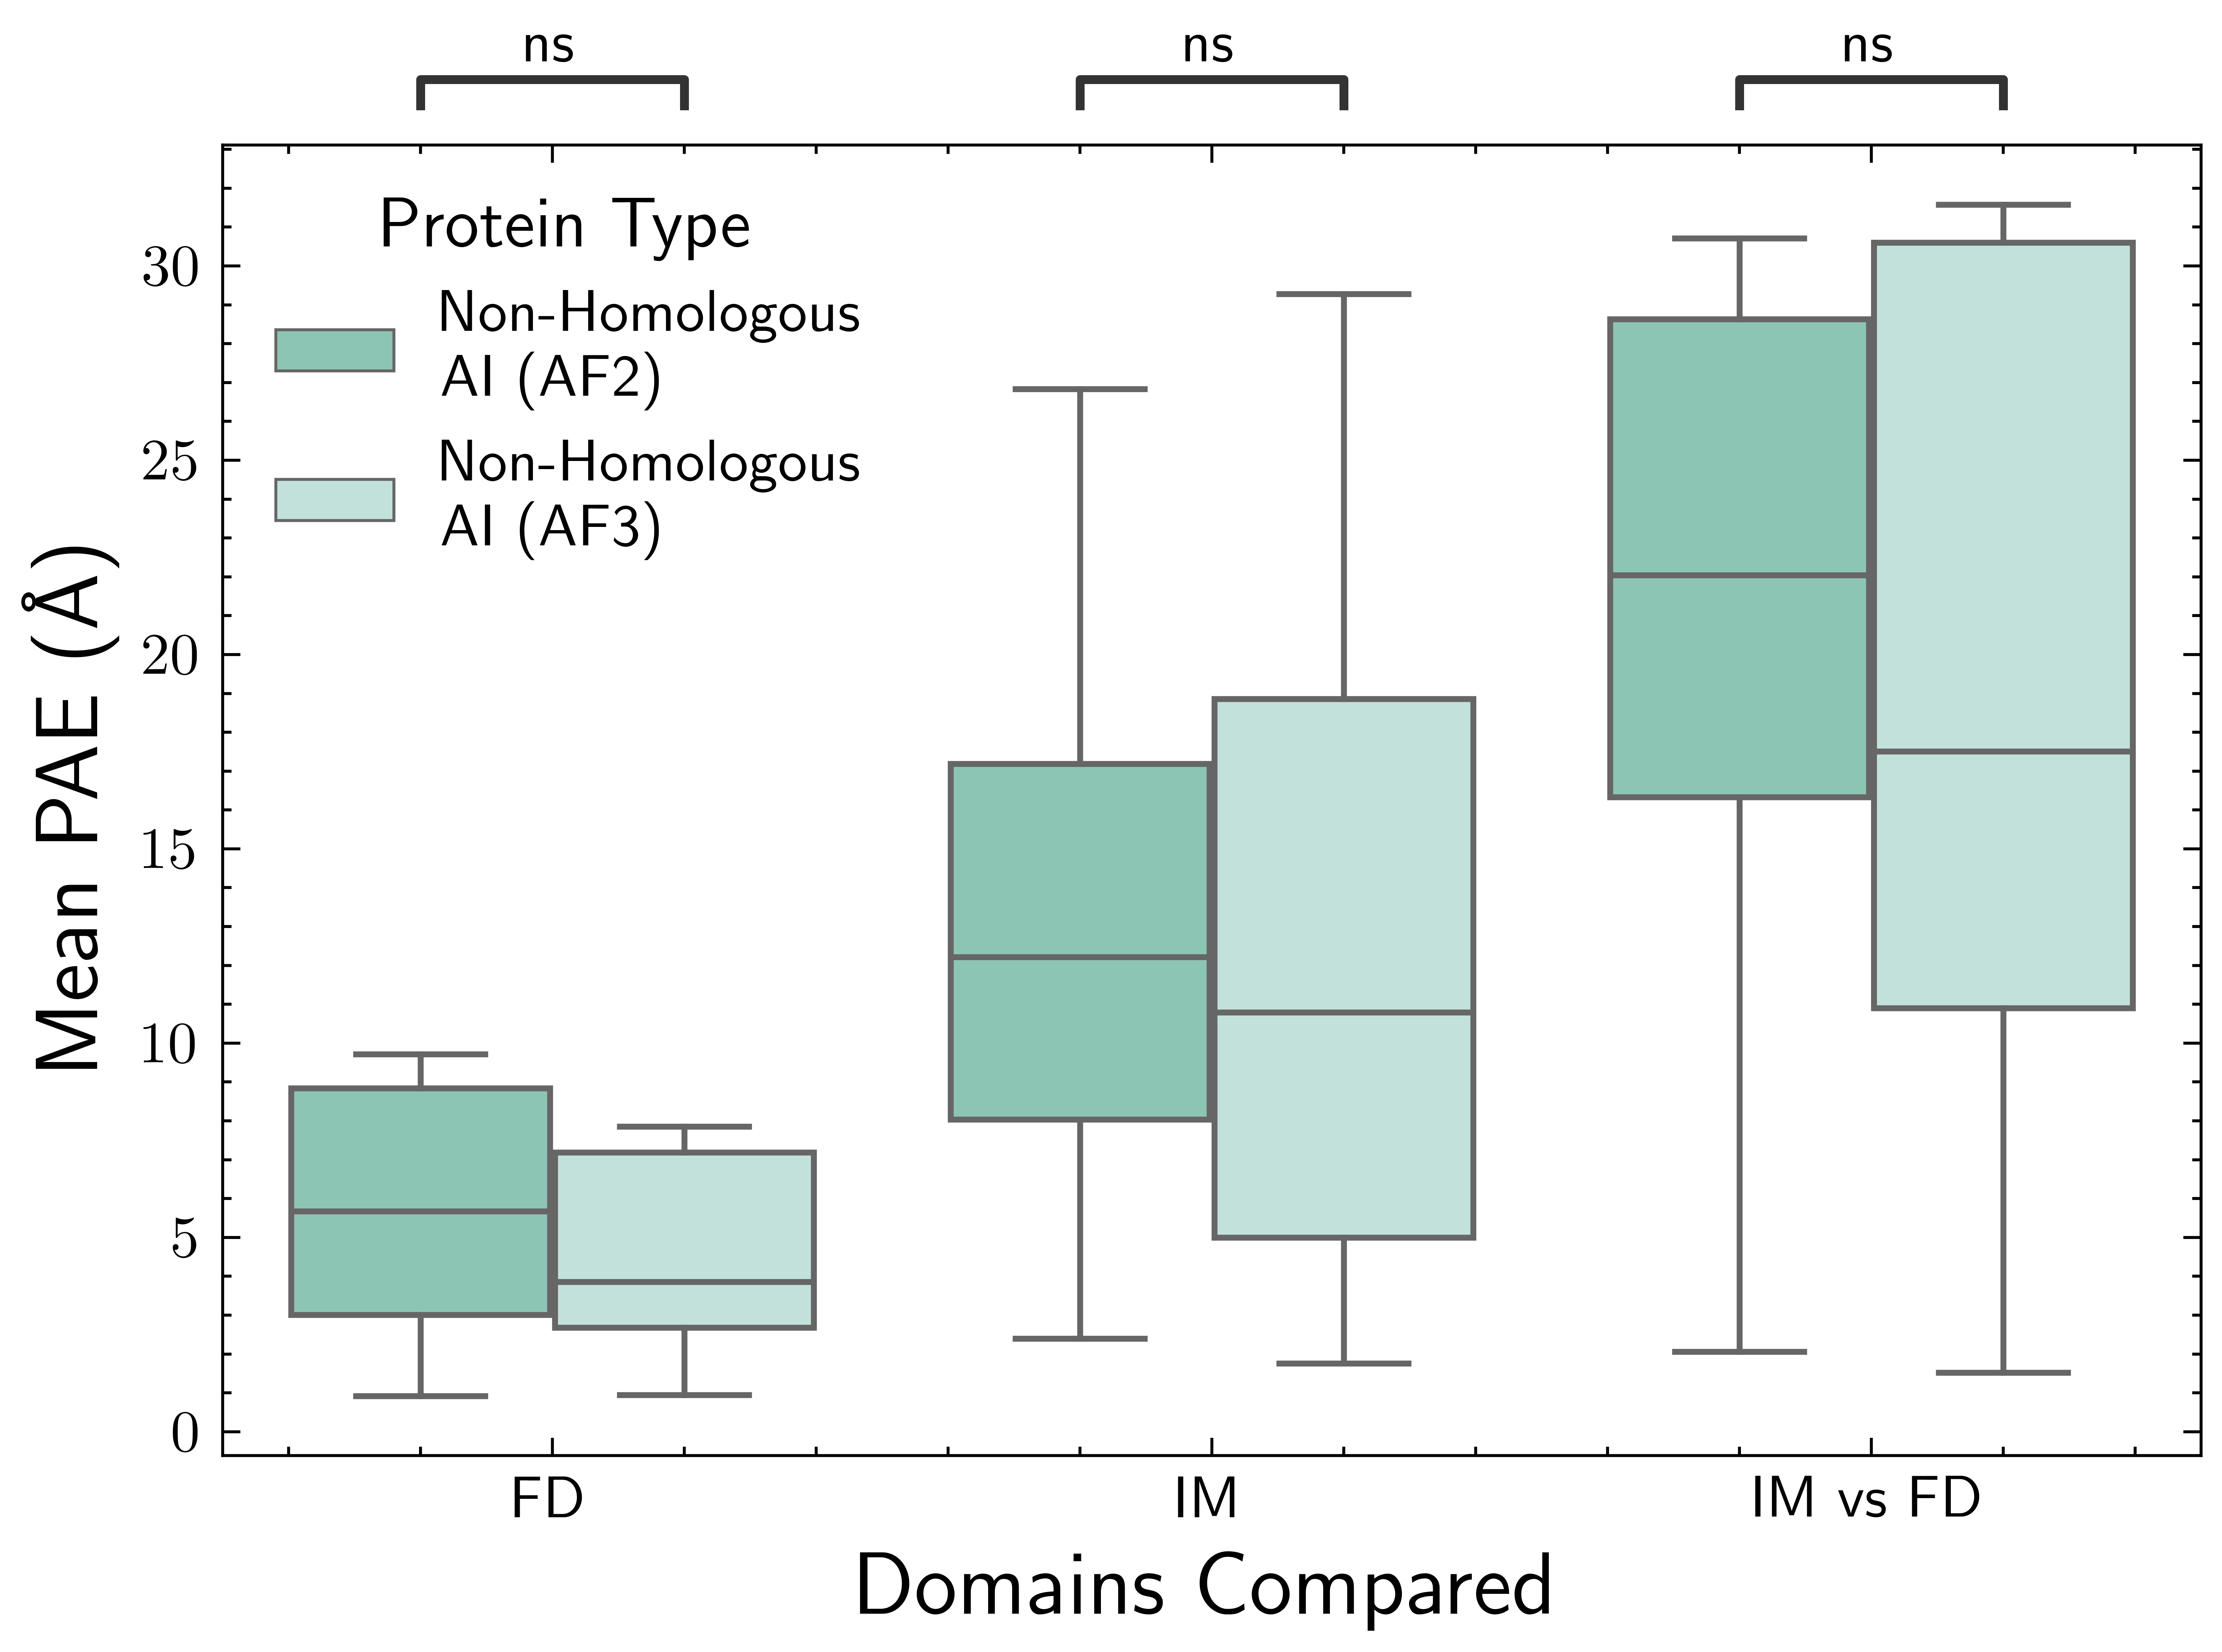 ns ns ns
Protein Type
Non-Homologous
AI (AF2)
Non-Homologous
AI (AF3)
Mean PAE (Å)
30
25
20
15
10
5
0
FD IM IM vs FD
Domains Compared